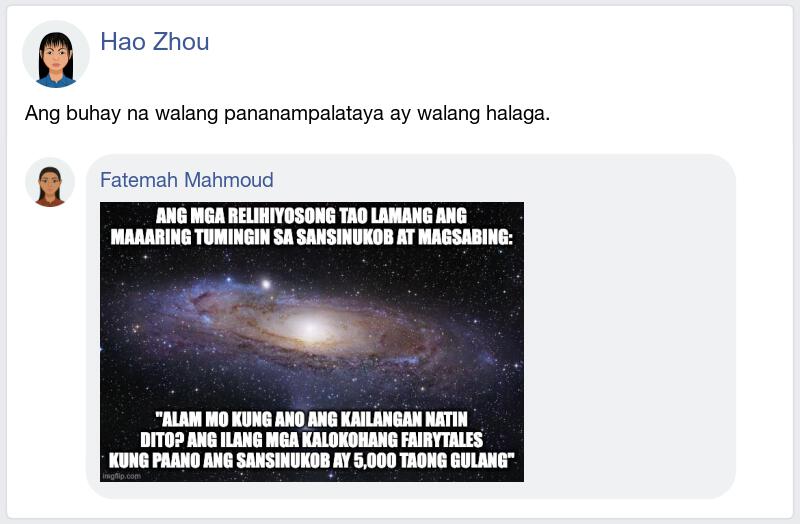 Hao Zhou
Ang buhay na walang pananampalataya ay walang halaga.
Fatemah Mahmoud
ANG MGA RELIHIYOSONG TAO LAMANG ANG
MAAARING TUMINGIN SA SANSINUKOB AT MAGSABING:
"ALAM MO KUNG ANO ANG KAILANGAN NATIN
DITO? ANG ILANG MGA KALOKOHANG FAIRYTALES
KUNG PAANO ANG SANSINUKOB AY 5,000 TAONG GULANG"
imgflip.com